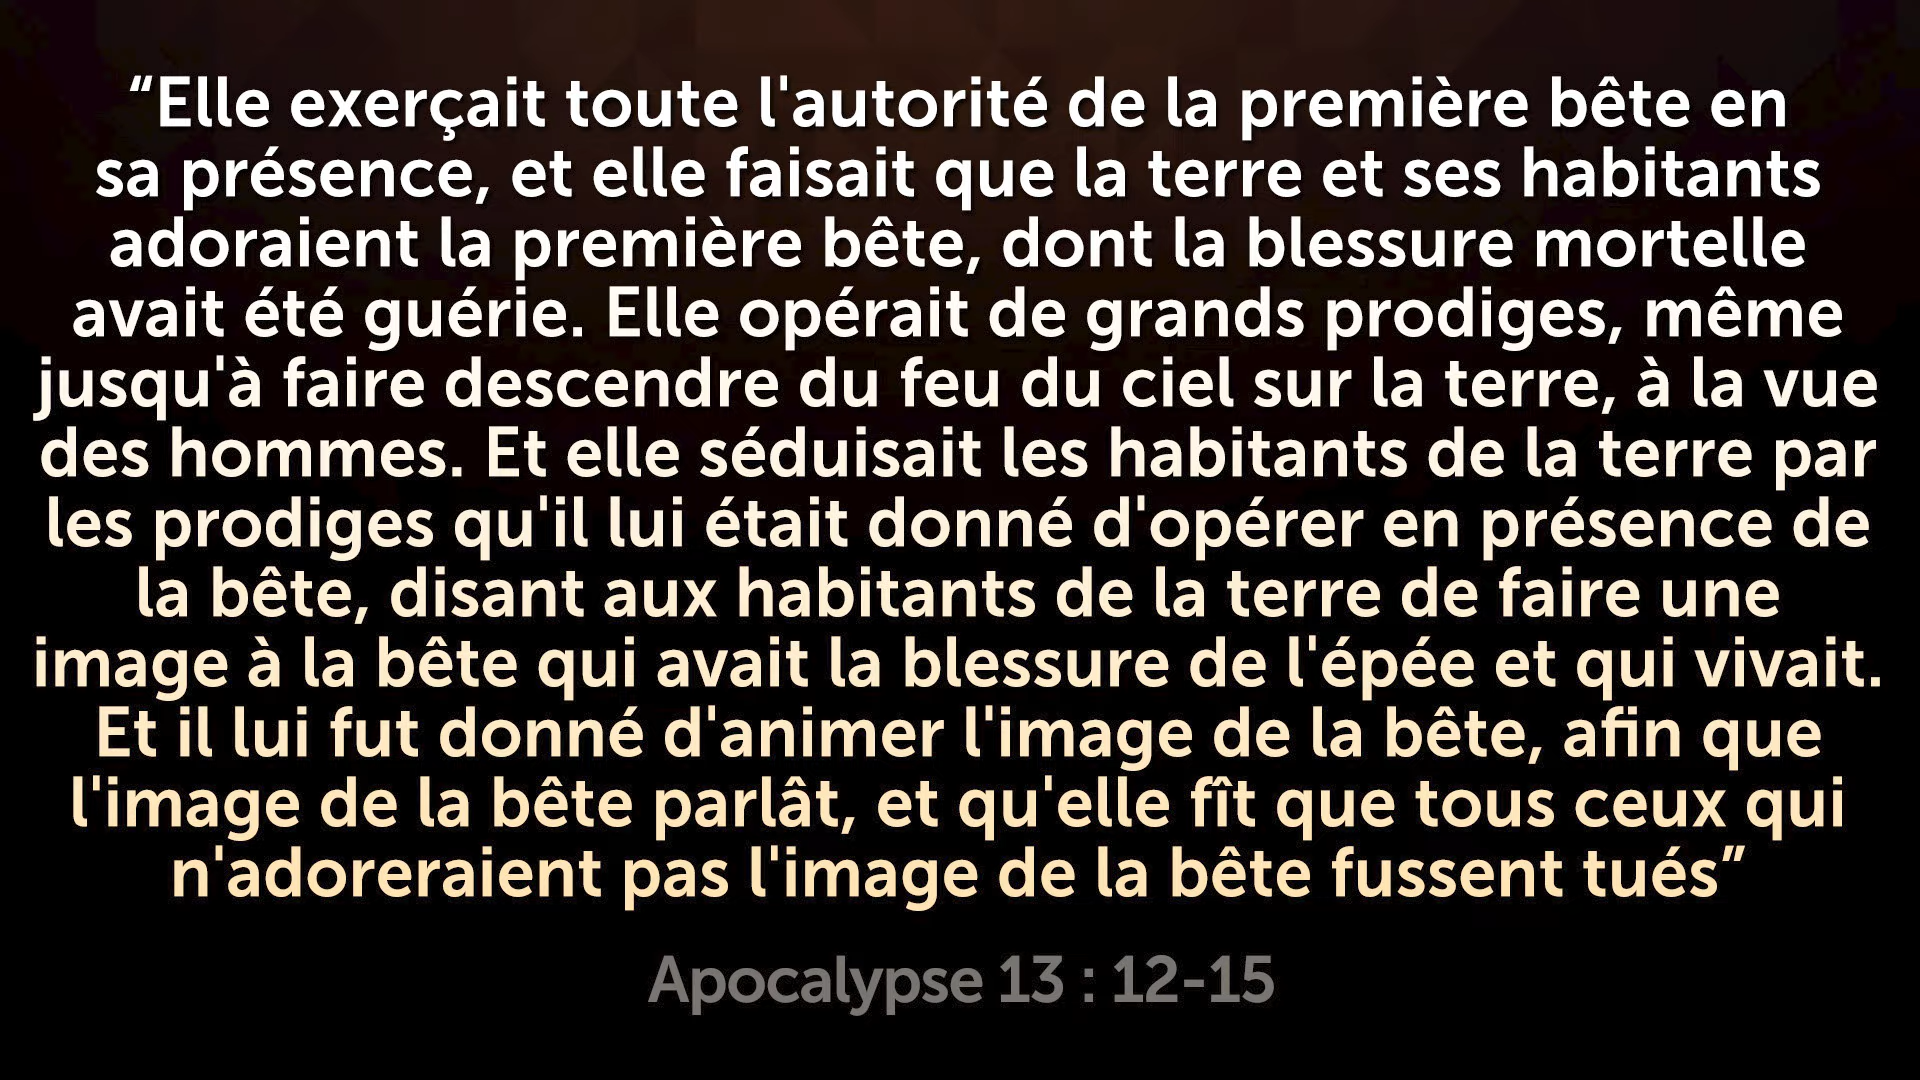 “Elle exerçait toute l'autorité de la première bête en
sa présence, et elle faisait que la terre et ses habitants
adoraient la première bête, dont la blessure mortelle
avait été guérie. Elle opérait de grands prodiges, même
jusqu'à faire descendre du feu du ciel sur la terre, à la vue
des hommes. Et elle séduisait les habitants de la terre par
les prodiges qu'il lui était donné d'opérer en présence de
la bête, disant aux habitants de la terre de faire une
image à la bête qui avait la blessure de l'épée et qui vivait.
Et il lui fut donné d'animer l'image de la bête, afin que
l'image de la bête parlât, et qu'elle fît que tous ceux qui
n'adoreraient pas l'image de la bête fussent tués”
Apocalypse 13 : 12-15